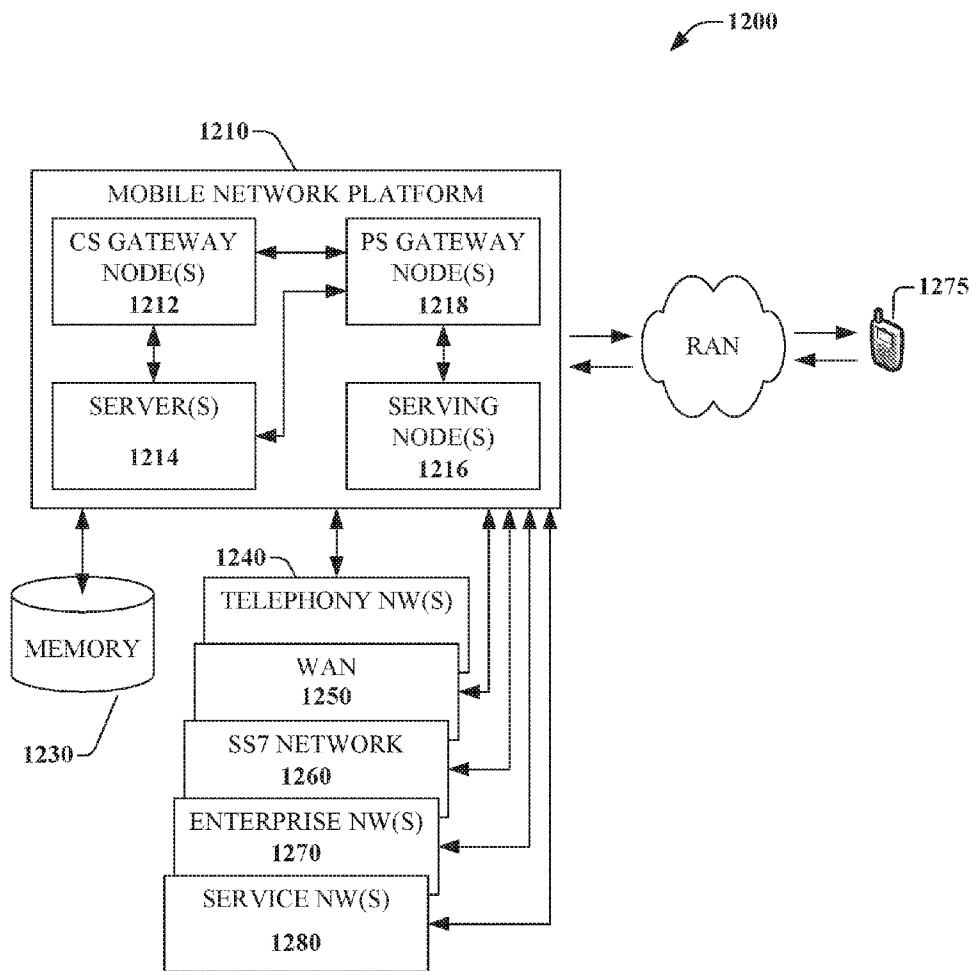 1200
1210
MOBILE NETWORK PLATFORM
CS GATEWAY
NODE(S)
1212
PS GATEWAY
NODE(S)
1218
SERVER(S)
1214
SERVING
NODE(S)
1216
RAN
1275
1240
TELEPHONY NW(S)
MEMORY
1230
WAN
1250
SS7 NETWORK
1260
ENTERPRISE NW(S)
1270
SERVICE NW(S)
1280